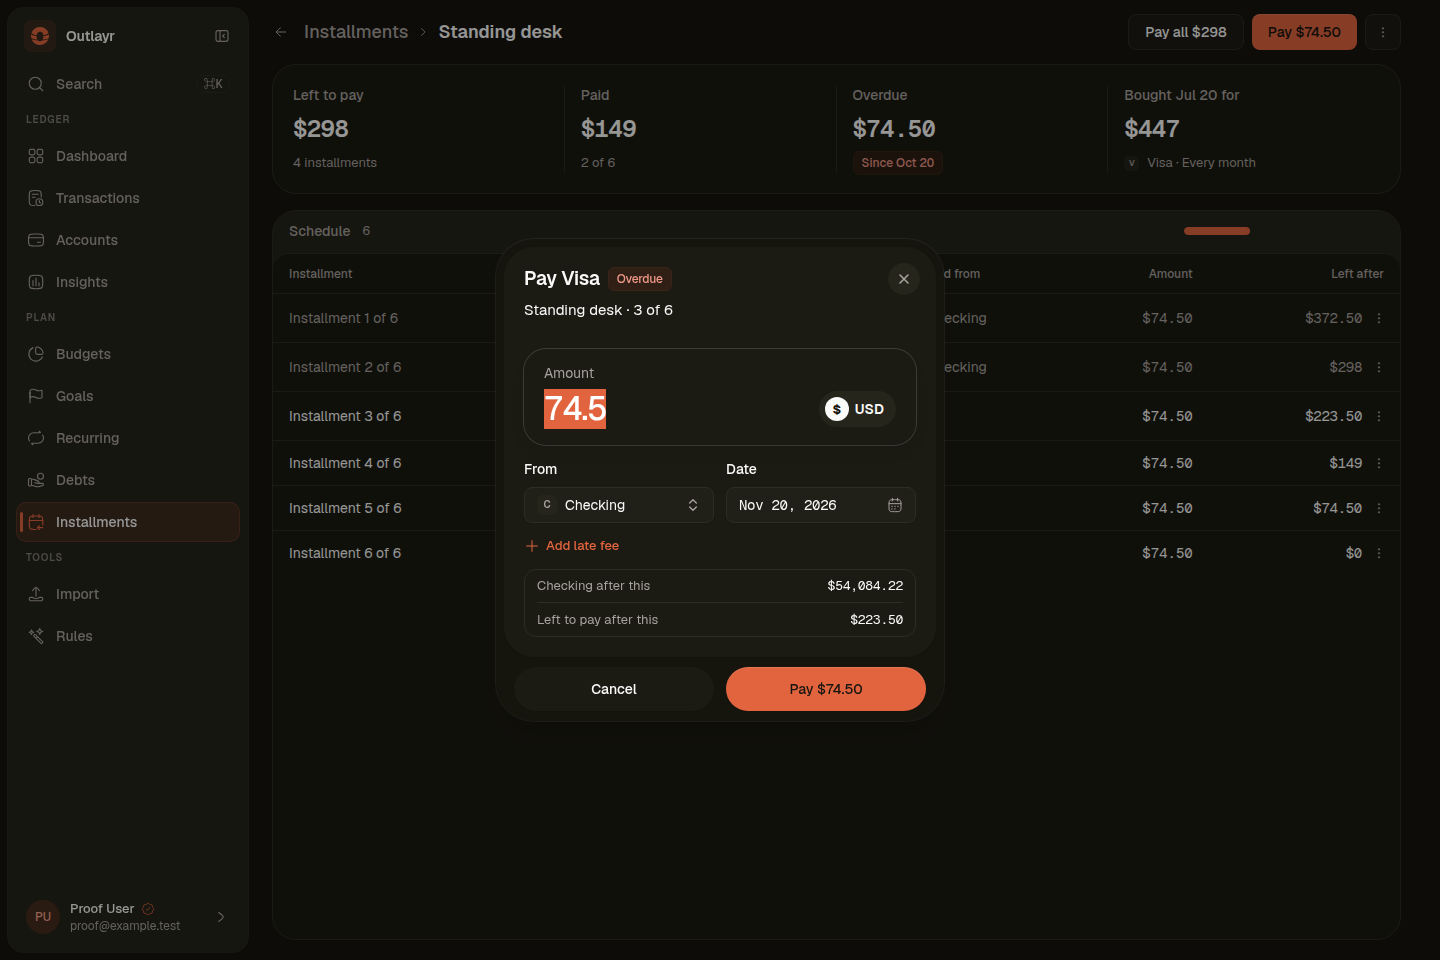 Outlayr
Search ⌘K
LEDGER
Dashboard
Transactions
Accounts
Insights
PLAN
Budgets
Goals
Recurring
Debts
Installments
TOOLS
Import
Rules
PU
Proof User
proof@example.test
Installments
Standing desk
Pay all $298
Pay $74.50
Left to pay
$298
4 installments
Paid
$149
2 of 6
Overdue
$74.50
Since Oct 20
Bought Jul 20 for
$447
V Visa · Every month
Schedule 6
Installment d from Amount Left after
Installment 1 of 6 ecking $74.50 $372.50
Installment 2 of 6 ecking $74.50 $298
Installment 3 of 6 $74.50 $223.50
Installment 4 of 6 $74.50 $149
Installment 5 of 6 $74.50 $74.50
Installment 6 of 6 $74.50 $0
Pay Visa Overdue
Standing desk · 3 of 6
Amount
74.5
$ USD
From Date
C Checking Nov 20, 2026
Add late fee
Checking after this $54,084.22
Left to pay after this $223.50
Cancel Pay $74.50